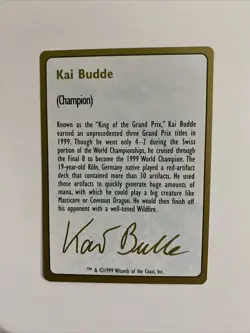 Kai Budde
(Champion)
Known as the "King of the Grand Prix," Kai Budde
earned an unprecedented three Grand Prix titles in
1999. Though he went only 4–2 during the Swiss
portion of the World Championships, he cruised through
the Final 8 to become the 1999 World Champion. The
19-year-old Köln, Germany native played a red-artifact
deck that contained more than 30 artifacts. He used
those artifacts to quickly generate huge amounts of
mana, with which he could play a big creature like
Masticore or Covetous Dragon. He would then finish off
his opponent with a well-timed Wildfire.
Kai Budde
™ & ©1999 Wizards of the Coast, Inc.